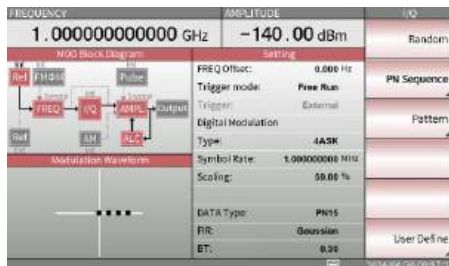 FREQUENCY AMPLITUDE I/Q
1.000000000000 GHz -140.00 dBm
Random
MOD Block Diagram Setting
FREQ Offset: 0.000 Hz
Ref FMΦM Pulse
Trigger mode: Free Run
PN Sequence
Trigger: External
FREQ I/Q AMPL Output
Digital Modulation
Pattern
Ref AM ALC
Type: 4ASK
Modulation Waveform
Symbol Rate: 1.000000000 MHz
Scaling: 50.00 %
DATA Type: PN15
FIR: Gaussian
User Define
BT: 0.30